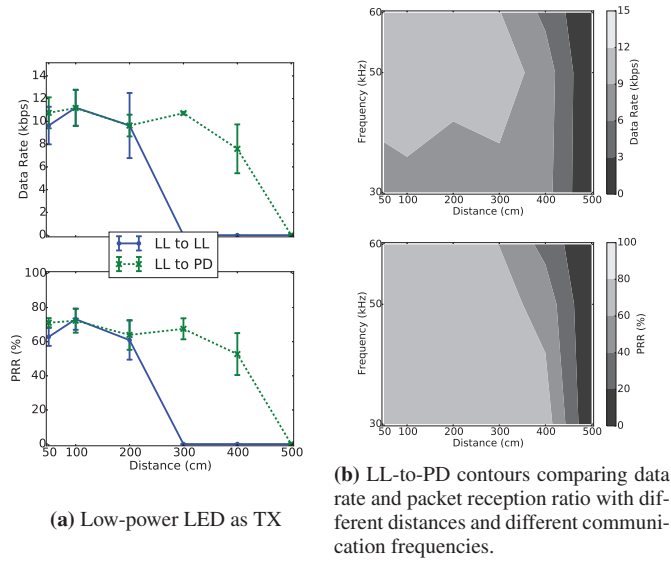 14
12
10
8
6
4
2
0
Data Rate (kbps)
LL to LL
LL to PD
100
80
60
40
20
0
PRR (%)
50 100 200 300 400 500
Distance (cm)
(a) Low-power LED as TX
60
50
30
Frequency (kHz)
50 100 200 300 400 500
Distance (cm)
15
12
9
6
3
0
Data Rate (kbps)
60
50
30
Frequency (kHz)
50 100 200 300 400 500
Distance (cm)
100
80
60
40
20
0
PRR (%)
(b) LL-to-PD contours comparing data
rate and packet reception ratio with dif-
ferent distances and different communi-
cation frequencies.